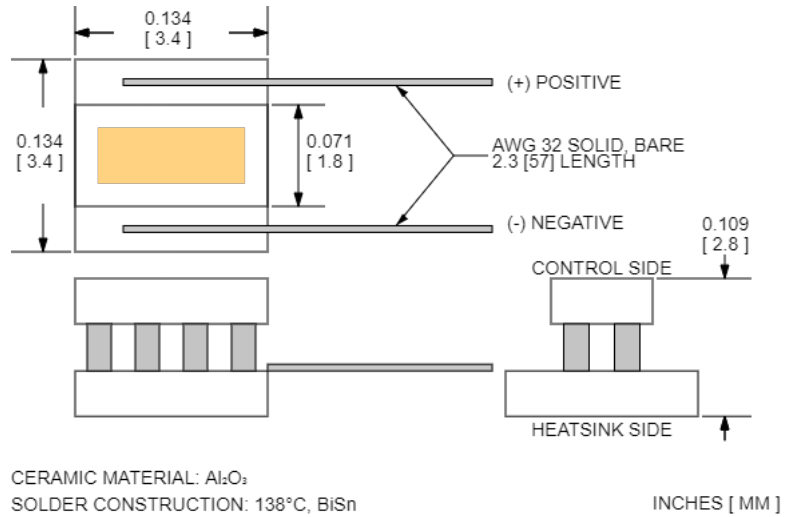 0.134
[ 3.4 ]
(+) POSITIVE
0.134
[ 3.4 ]
0.071
[ 1.8 ]
AWG 32 SOLID, BARE
2.3 [57] LENGTH
(-) NEGATIVE
0.109
[ 2.8 ]
CONTROL SIDE
HEATSINK SIDE
CERAMIC MATERIAL: Al₂O₃
SOLDER CONSTRUCTION: 138°C, BiSn
INCHES [ MM ]